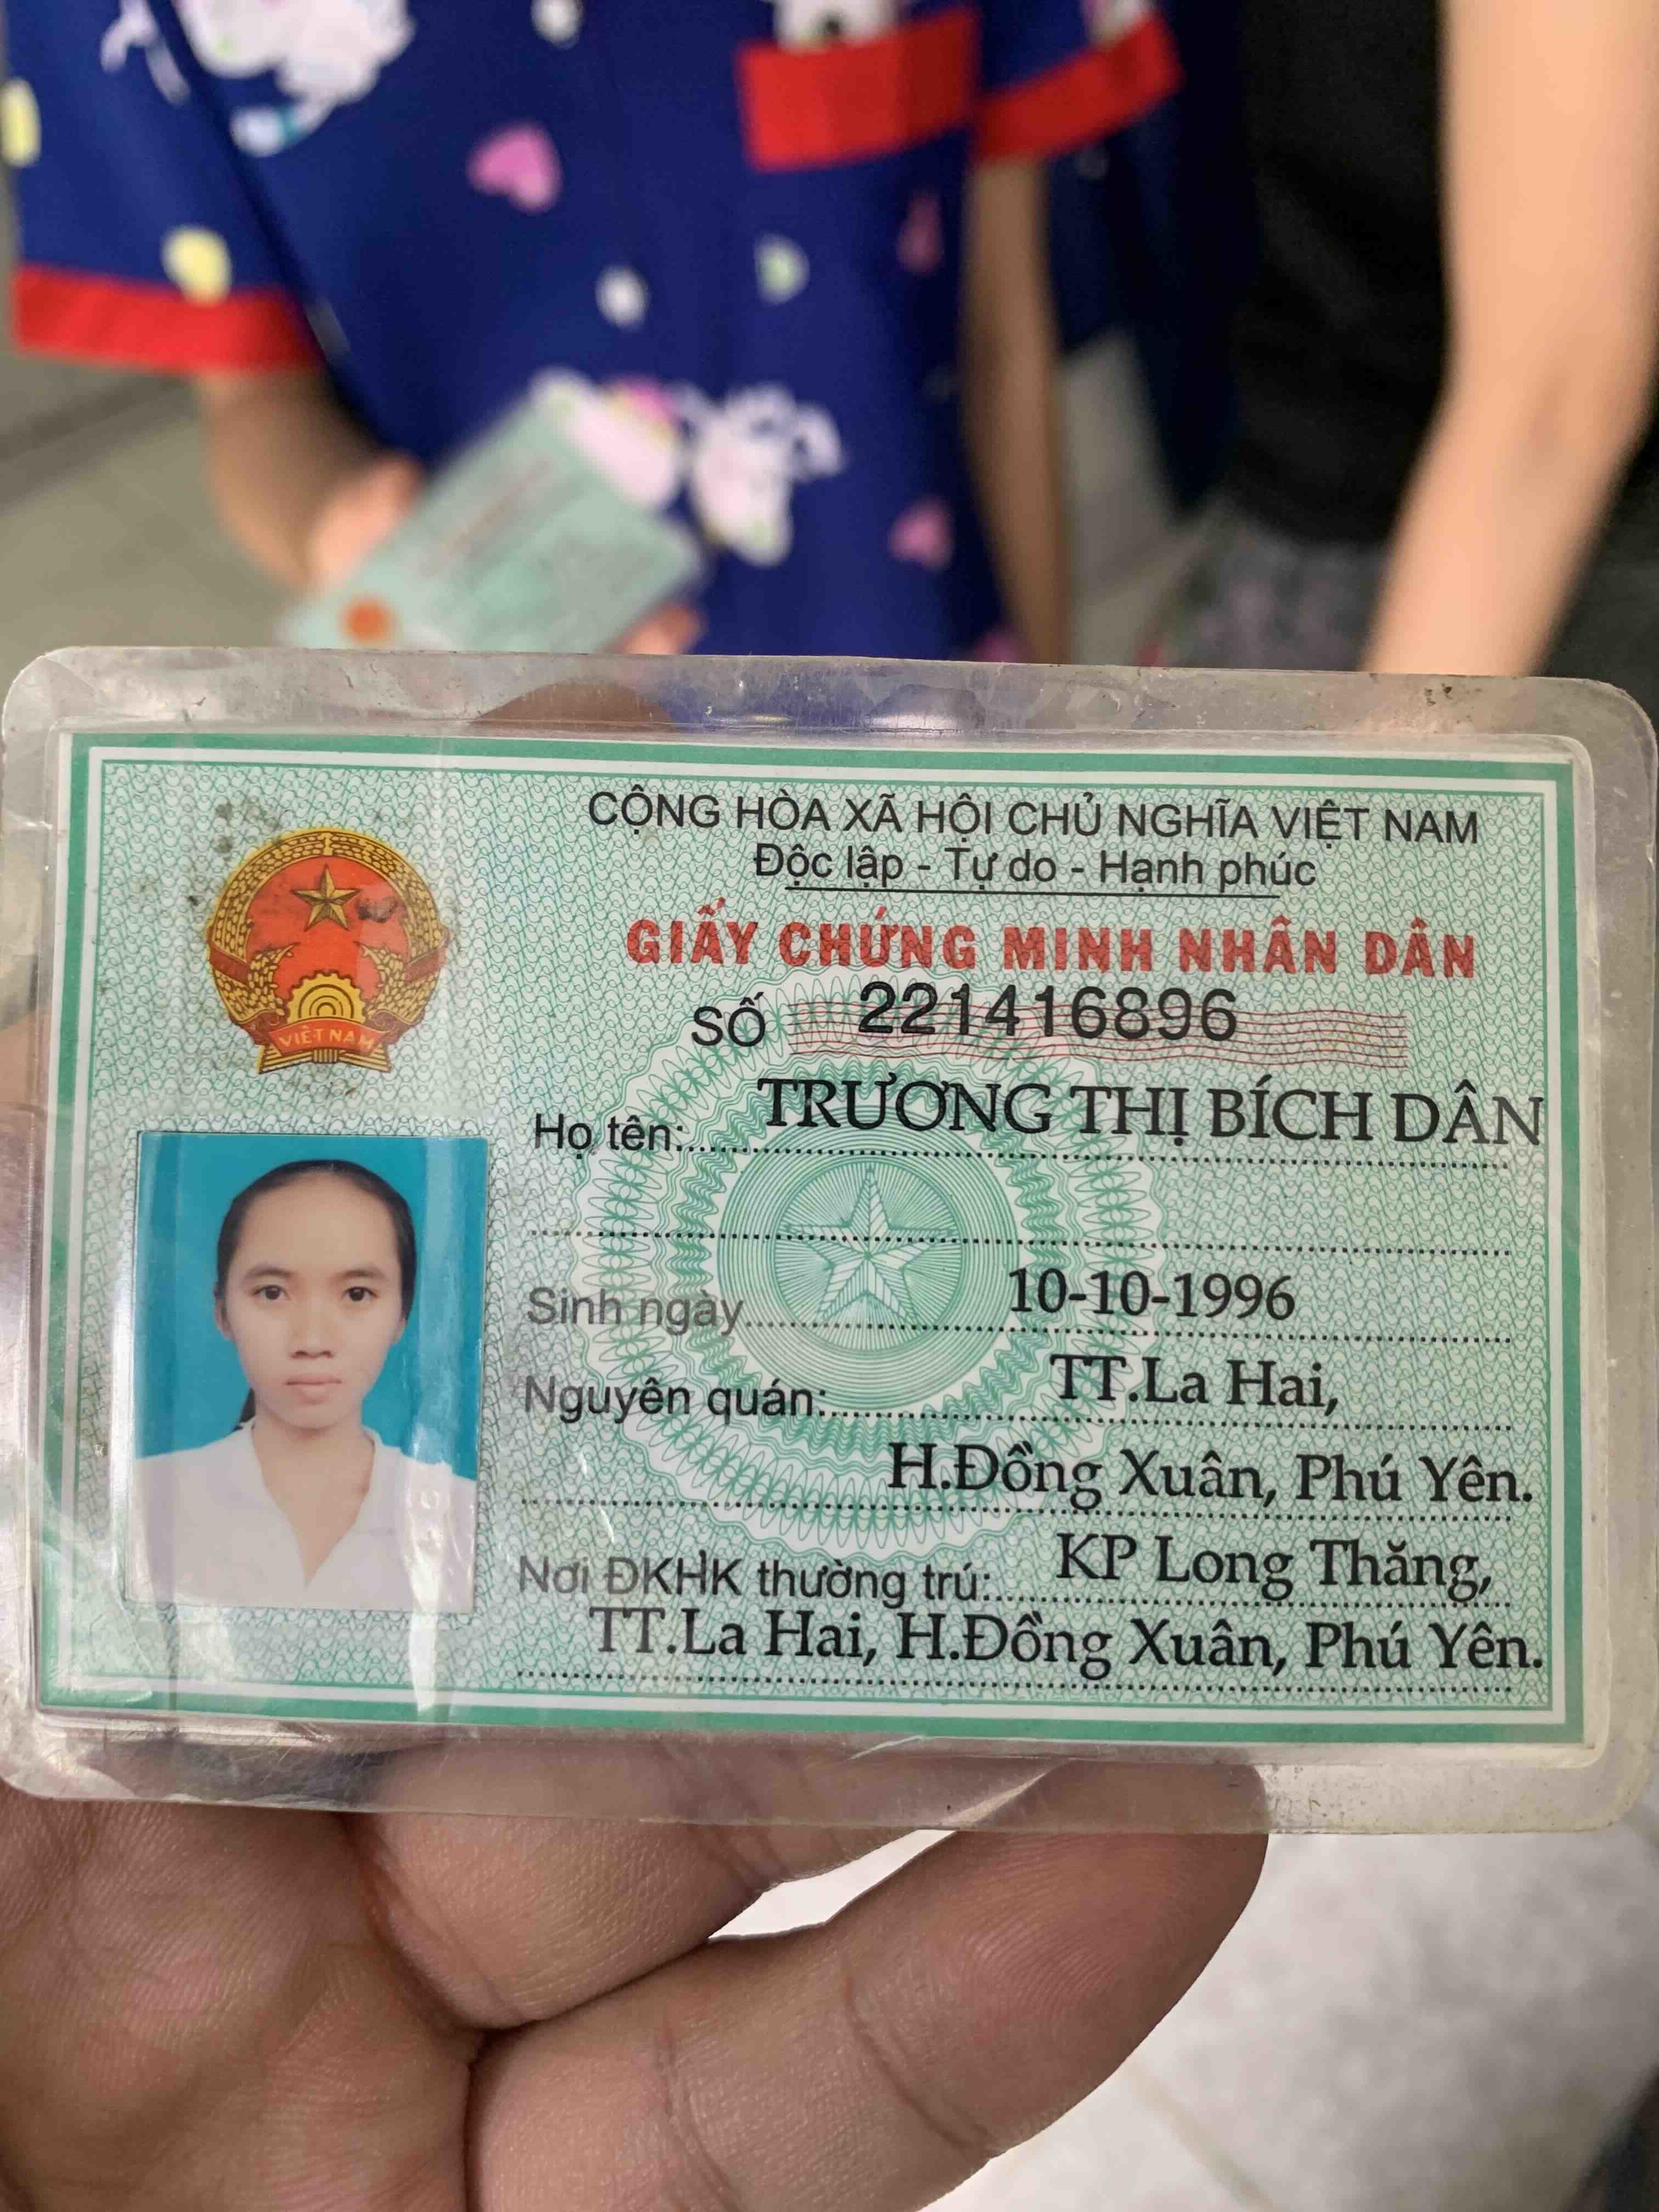 CỘNG HÒA XÃ HỘI CHỦ NGHĨA VIỆT NAM
Độc lập - Tự do - Hạnh phúc
GIẤY CHỨNG MINH NHÂN DÂN
SỐ 221416896
VIỆT NAM
Họ tên: TRƯƠNG THỊ BÍCH DÂN
Sinh ngày 10-10-1996
Nguyên quán: TT.La Hai,
H.Đồng Xuân, Phú Yên.
Nơi ĐKHK thường trú: KP Long Thăng,
TT.La Hai, H.Đồng Xuân, Phú Yên.